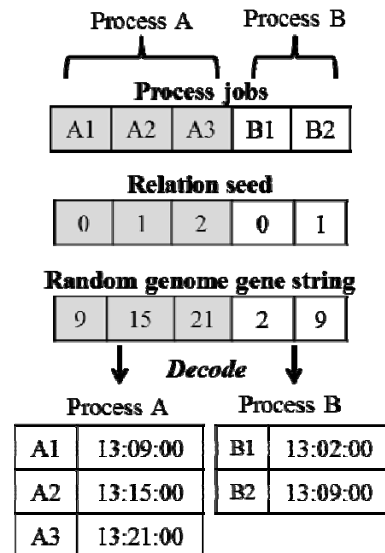 Process A Process B
Process jobs
A1 A2 A3 B1 B2
Relation seed
0 1 2 0 1
Random genome gene string
9 15 21 2 9
Decode
Process A Process B
A1 13:09:00 B1 13:02:00
A2 13:15:00 B2 13:09:00
A3 13:21:00